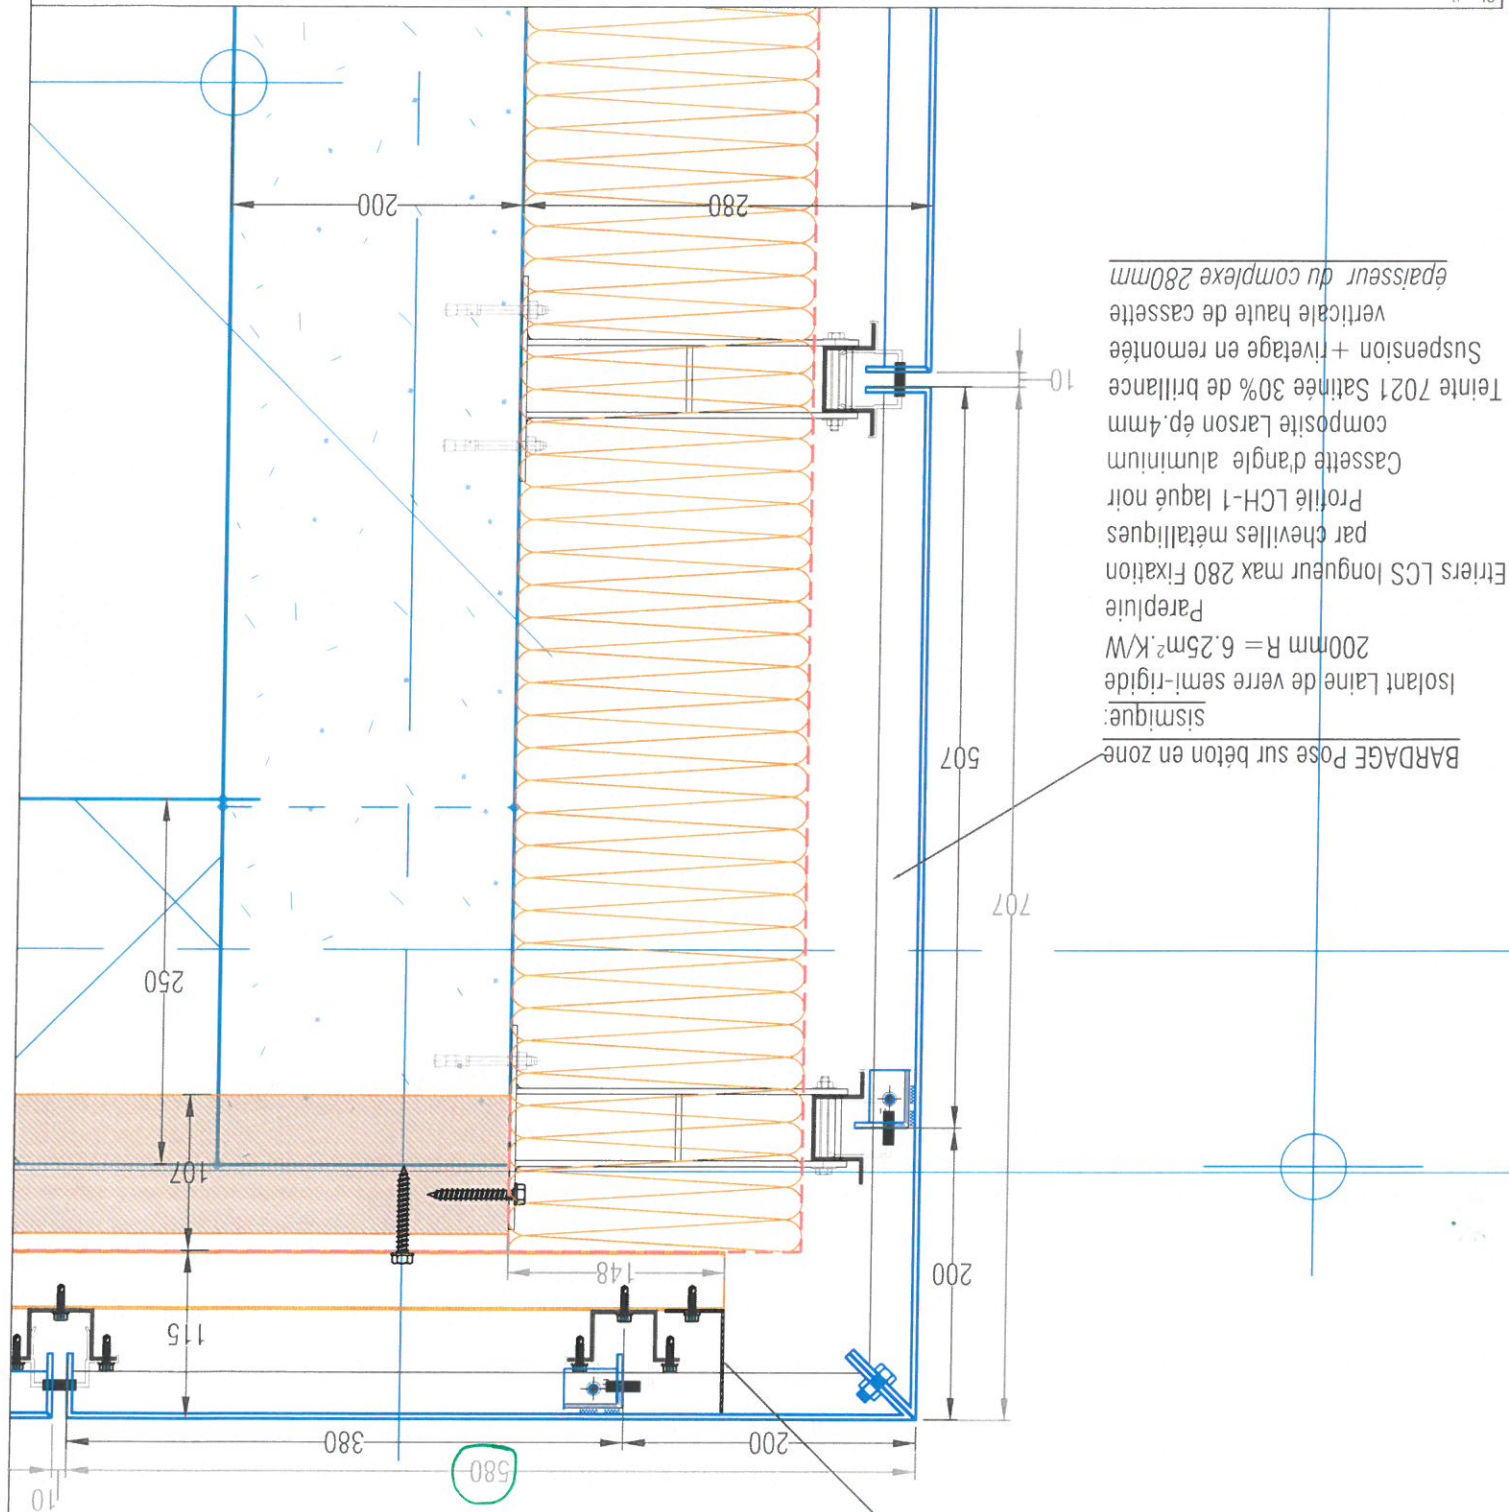 BARDAGE Pose sur béton en zone
sismique:
Isolant Laine de verre semi-rigide
200mm R= 6.25m².K/W
Parepluie
Etriers LCS longueur max 280 Fixation
par chevilles métalliques
Profilé LCH-1 laqué noir
Cassette d'angle aluminium
composite Larson ép.4mm
Teinte 7021 Satinée 30% de brillance
Suspension + rivetage en remontée
verticale haute de cassette
épaisseur du complexe 280mm
10
580
200
380
115
148
200
107
250
707
507
10
280
200